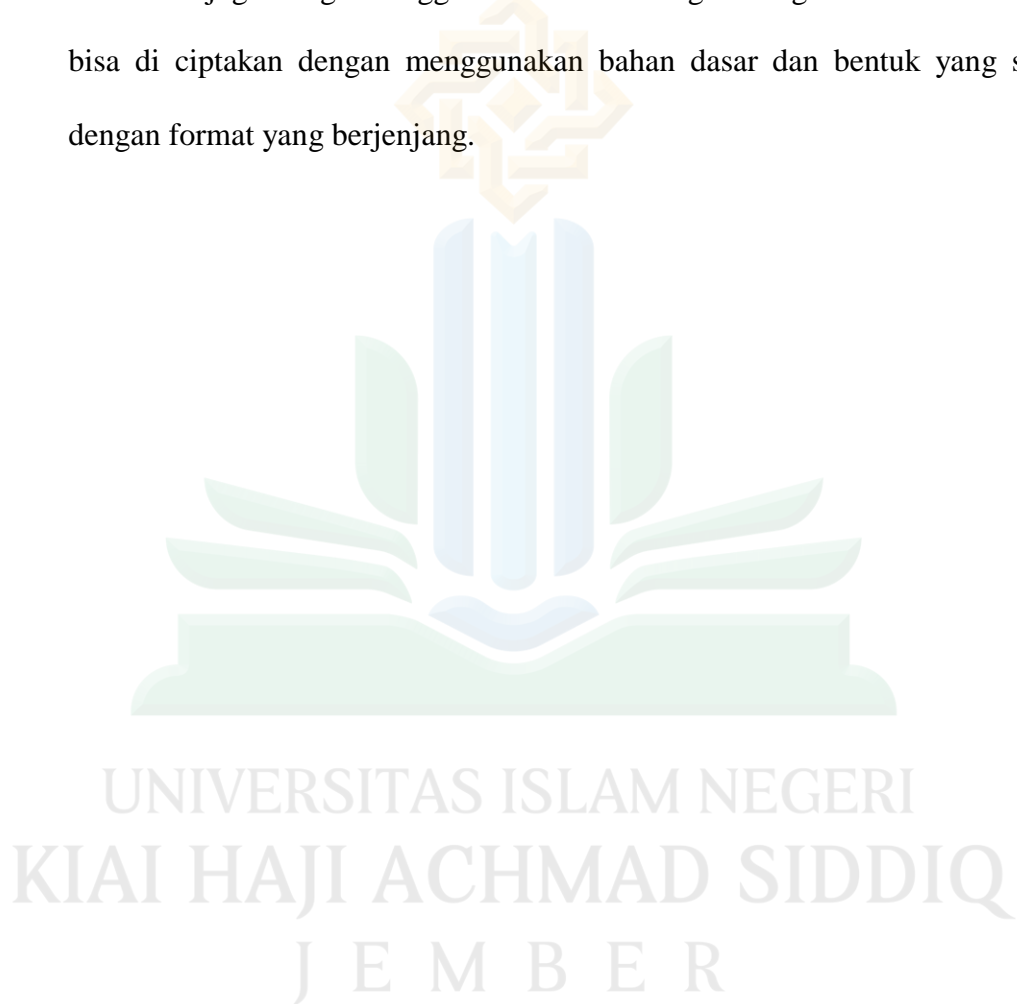 bisa di ciptakan dengan menggunakan bahan dasar dan bentuk yang
dengan format yang berjenjang.
UNIVERSITAS ISLAM NEGERI
KIAI HAJI ACHMAD SIDDIQ
J E M B E R